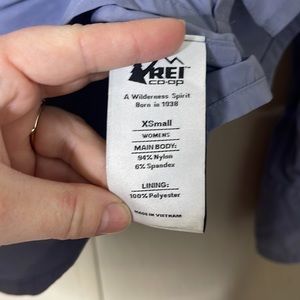 REI
CO·OP
A Wilderness Spirit
Born in 1938
XSmall
WOMENS
MAIN BODY:
94% Nylon
6% Spandex
LINING:
100% Polyester
MADE IN VIETNAM